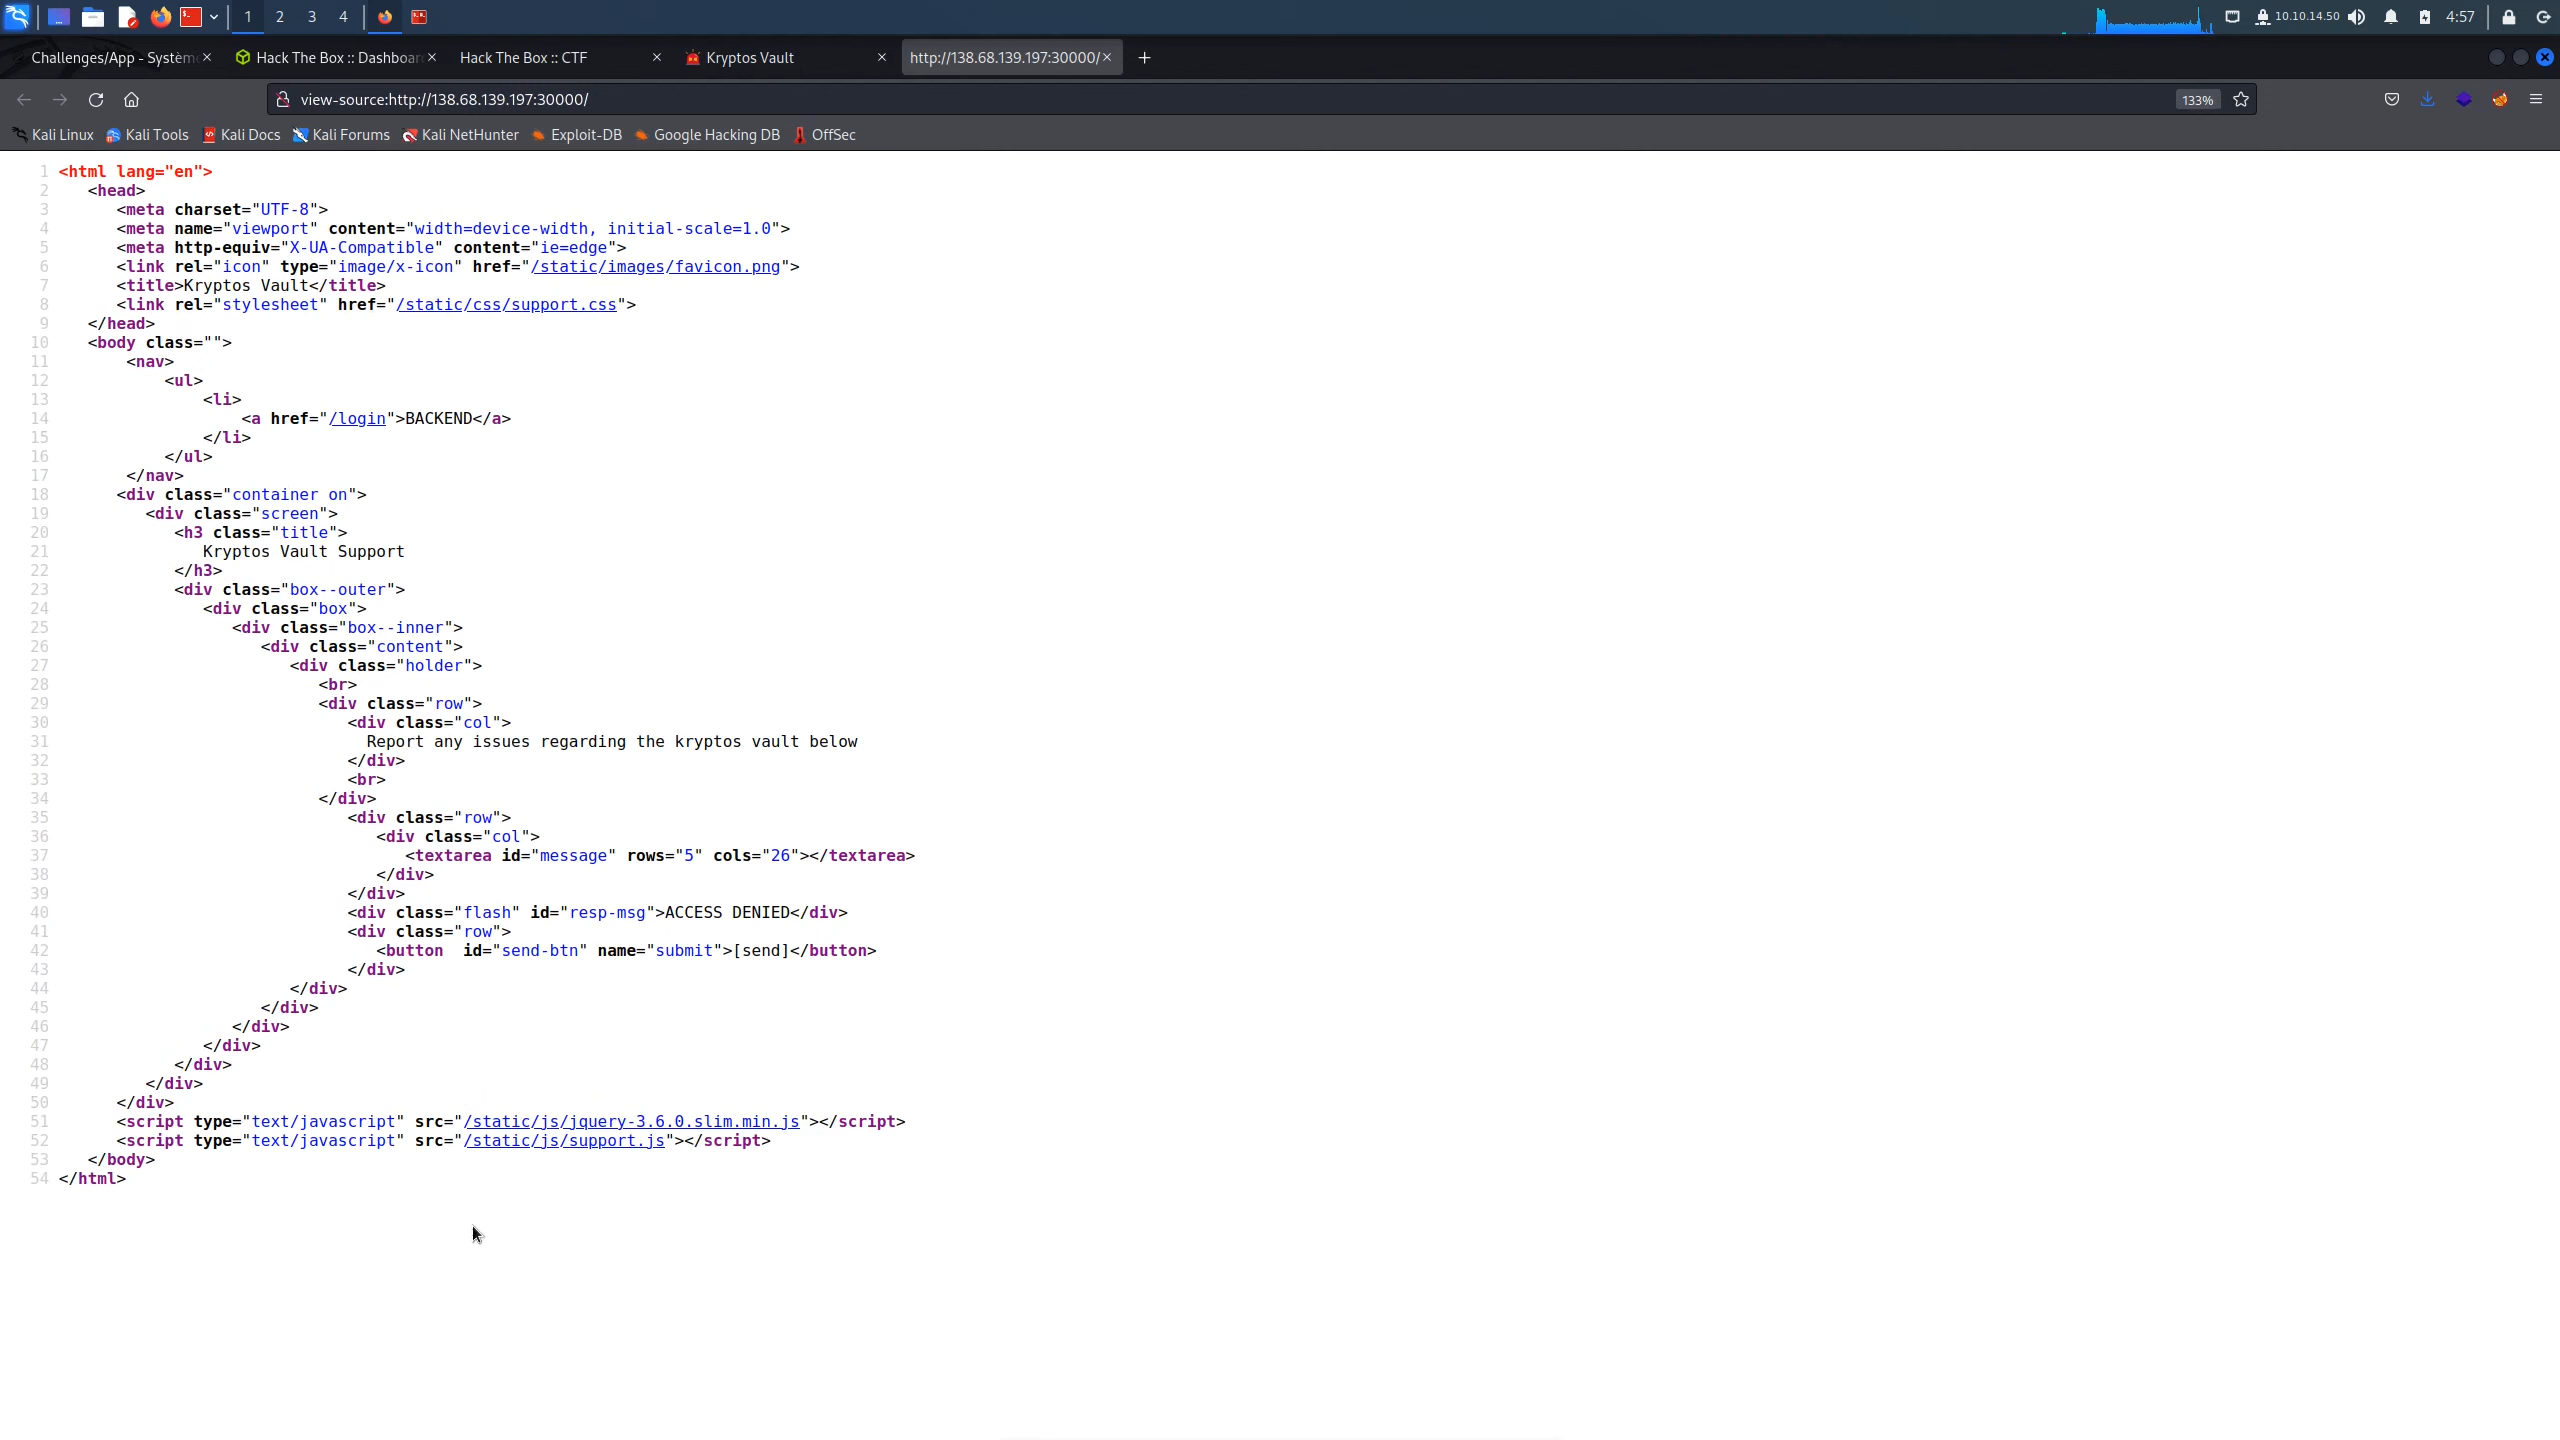 1 2 3 4 10.10.14.50 4:57
Challenges/App - Système Hack The Box :: Dashboar Hack The Box :: CTF Kryptos Vault http://138.68.139.197:30000/
view-source:http://138.68.139.197:30000/ 133%
Kali Linux Kali Tools Kali Docs Kali Forums Kali NetHunter Exploit-DB Google Hacking DB OffSec
1 <html lang="en">
2 <head>
3 <meta charset="UTF-8">
4 <meta name="viewport" content="width=device-width, initial-scale=1.0">
5 <meta http-equiv="X-UA-Compatible" content="ie=edge">
6 <link rel="icon" type="image/x-icon" href="/static/images/favicon.png">
7 <title>Kryptos Vault</title>
8 <link rel="stylesheet" href="/static/css/support.css">
9 </head>
10 <body class="">
11 <nav>
12 <ul>
13 <li>
14 <a href="/login">BACKEND</a>
15 </li>
16 </ul>
17 </nav>
18 <div class="container on">
19 <div class="screen">
20 <h3 class="title">
21 Kryptos Vault Support
22 </h3>
23 <div class="box--outer">
24 <div class="box">
25 <div class="box--inner">
26 <div class="content">
27 <div class="holder">
28 <br>
29 <div class="row">
30 <div class="col">
31 Report any issues regarding the kryptos vault below
32 </div>
33 <br>
34 </div>
35 <div class="row">
36 <div class="col">
37 <textarea id="message" rows="5" cols="26"></textarea>
38 </div>
39 </div>
40 <div class="flash" id="resp-msg">ACCESS DENIED</div>
41 <div class="row">
42 <button  id="send-btn" name="submit">[send]</button>
43 </div>
44 </div>
45 </div>
46 </div>
47 </div>
48 </div>
49 </div>
50 </div>
51 <script type="text/javascript" src="/static/js/jquery-3.6.0.slim.min.js"></script>
52 <script type="text/javascript" src="/static/js/support.js"></script>
53 </body>
54 </html>